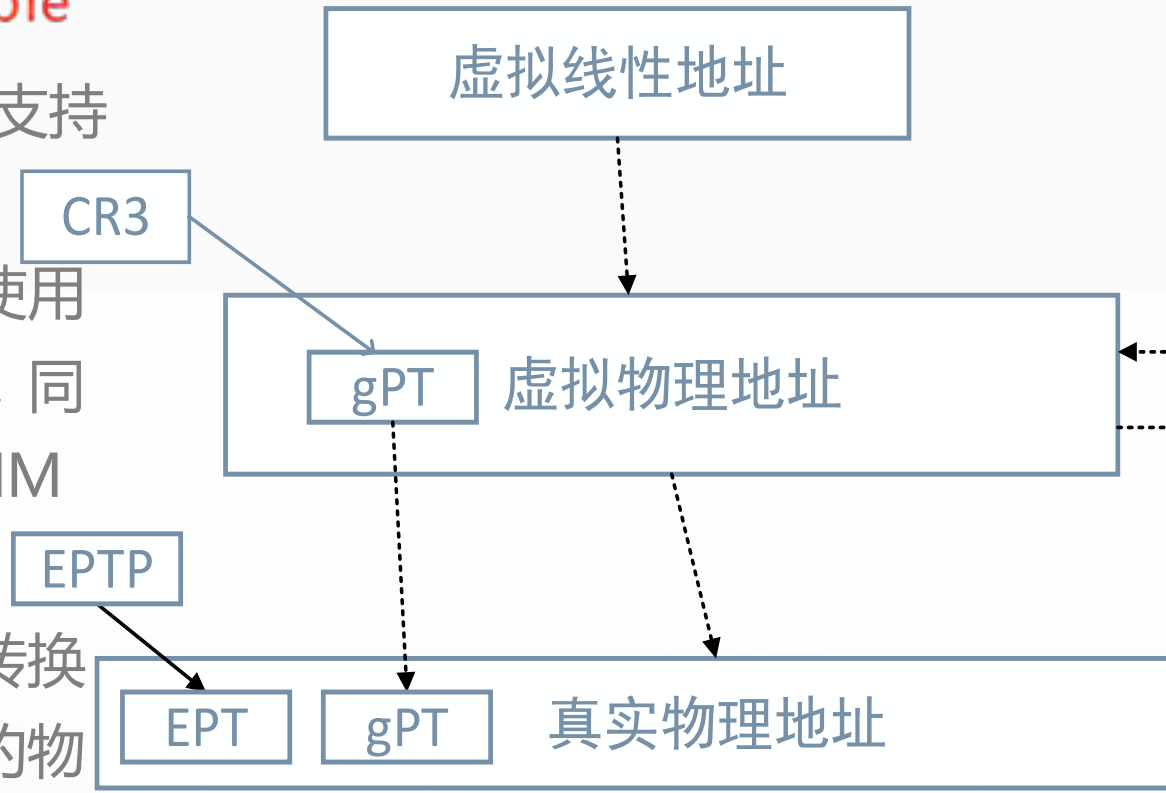 ble
虚拟线性地址
支持
CR3
使用
gPT 虚拟物理地址
同
EPTP
转换
EPT gPT 真实物理地址
的物